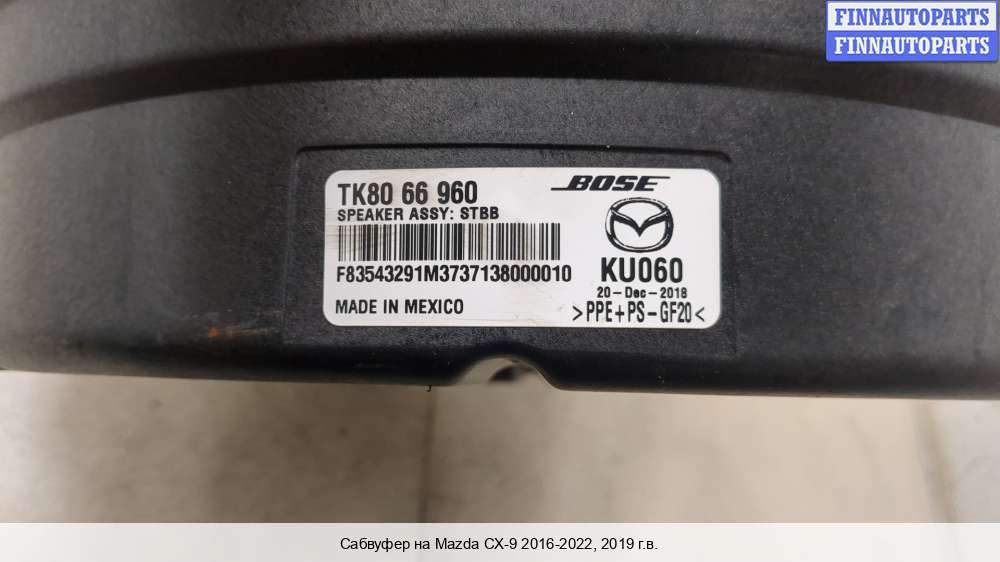 FINNAUTOPARTS
FINNAUTOPARTS
TK80 66 960
BOSE
SPEAKER ASSY: STBB
F83543291M3737138000010
KU060
20-Dec-2018
MADE IN MEXICO
>PPE+PS-GF20<
Сабвуфер на Mazda CX-9 2016-2022, 2019 г.в.